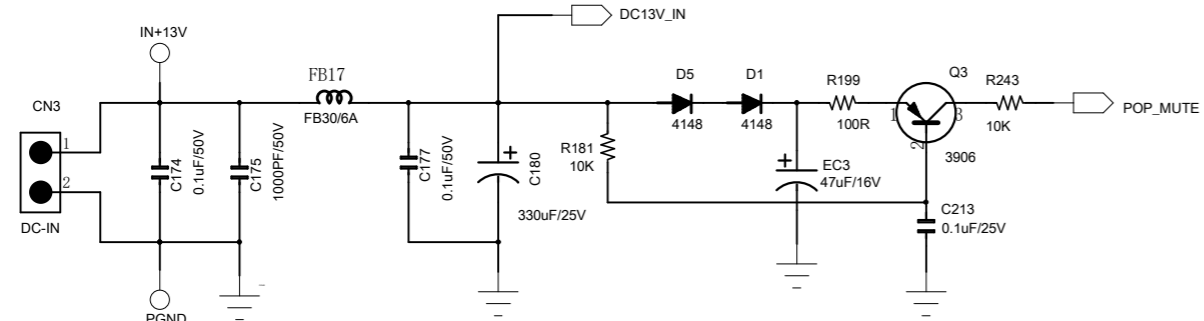 DC13V_IN
IN+13V
FB17
FB30/6A
CN3
1
2
DC-IN
C174
0.1uF/50V
C175
1000PF/50V
PGND
C177
0.1uF/50V
C180
330uF/25V
R181
10K
D5
4148
D1
4148
EC3
47uF/16V
R199
100R
Q3
1
2
3
3906
R243
10K
POP_MUTE
C213
0.1uF/25V